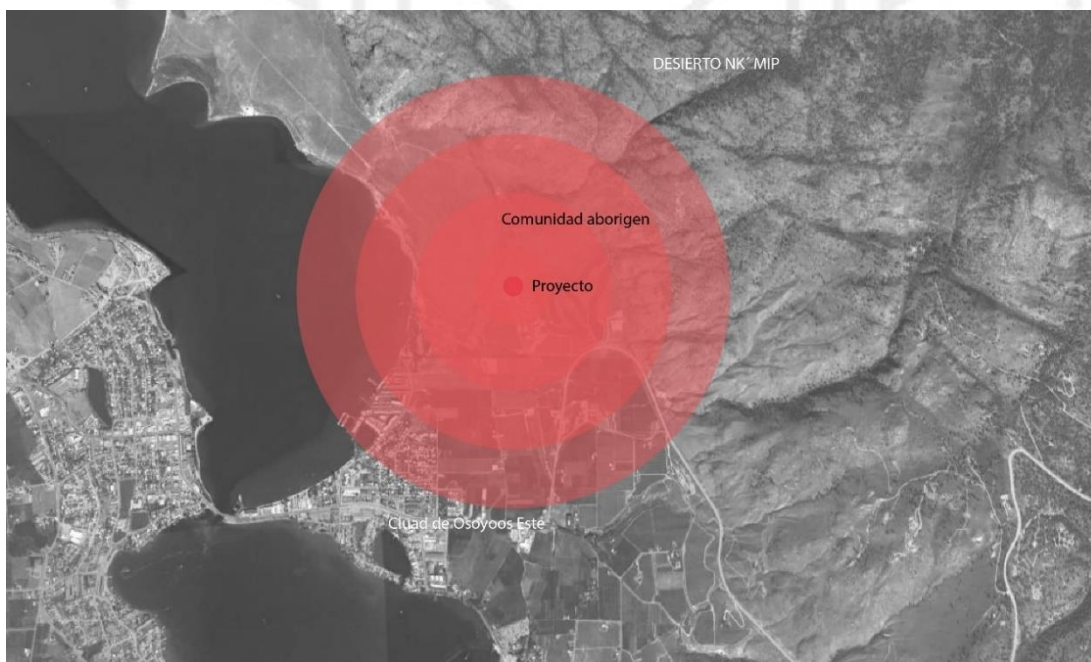 DESIERTO NK´ MIP
Comunidad aborigen
Proyecto
CIuad de Osoyoos Este